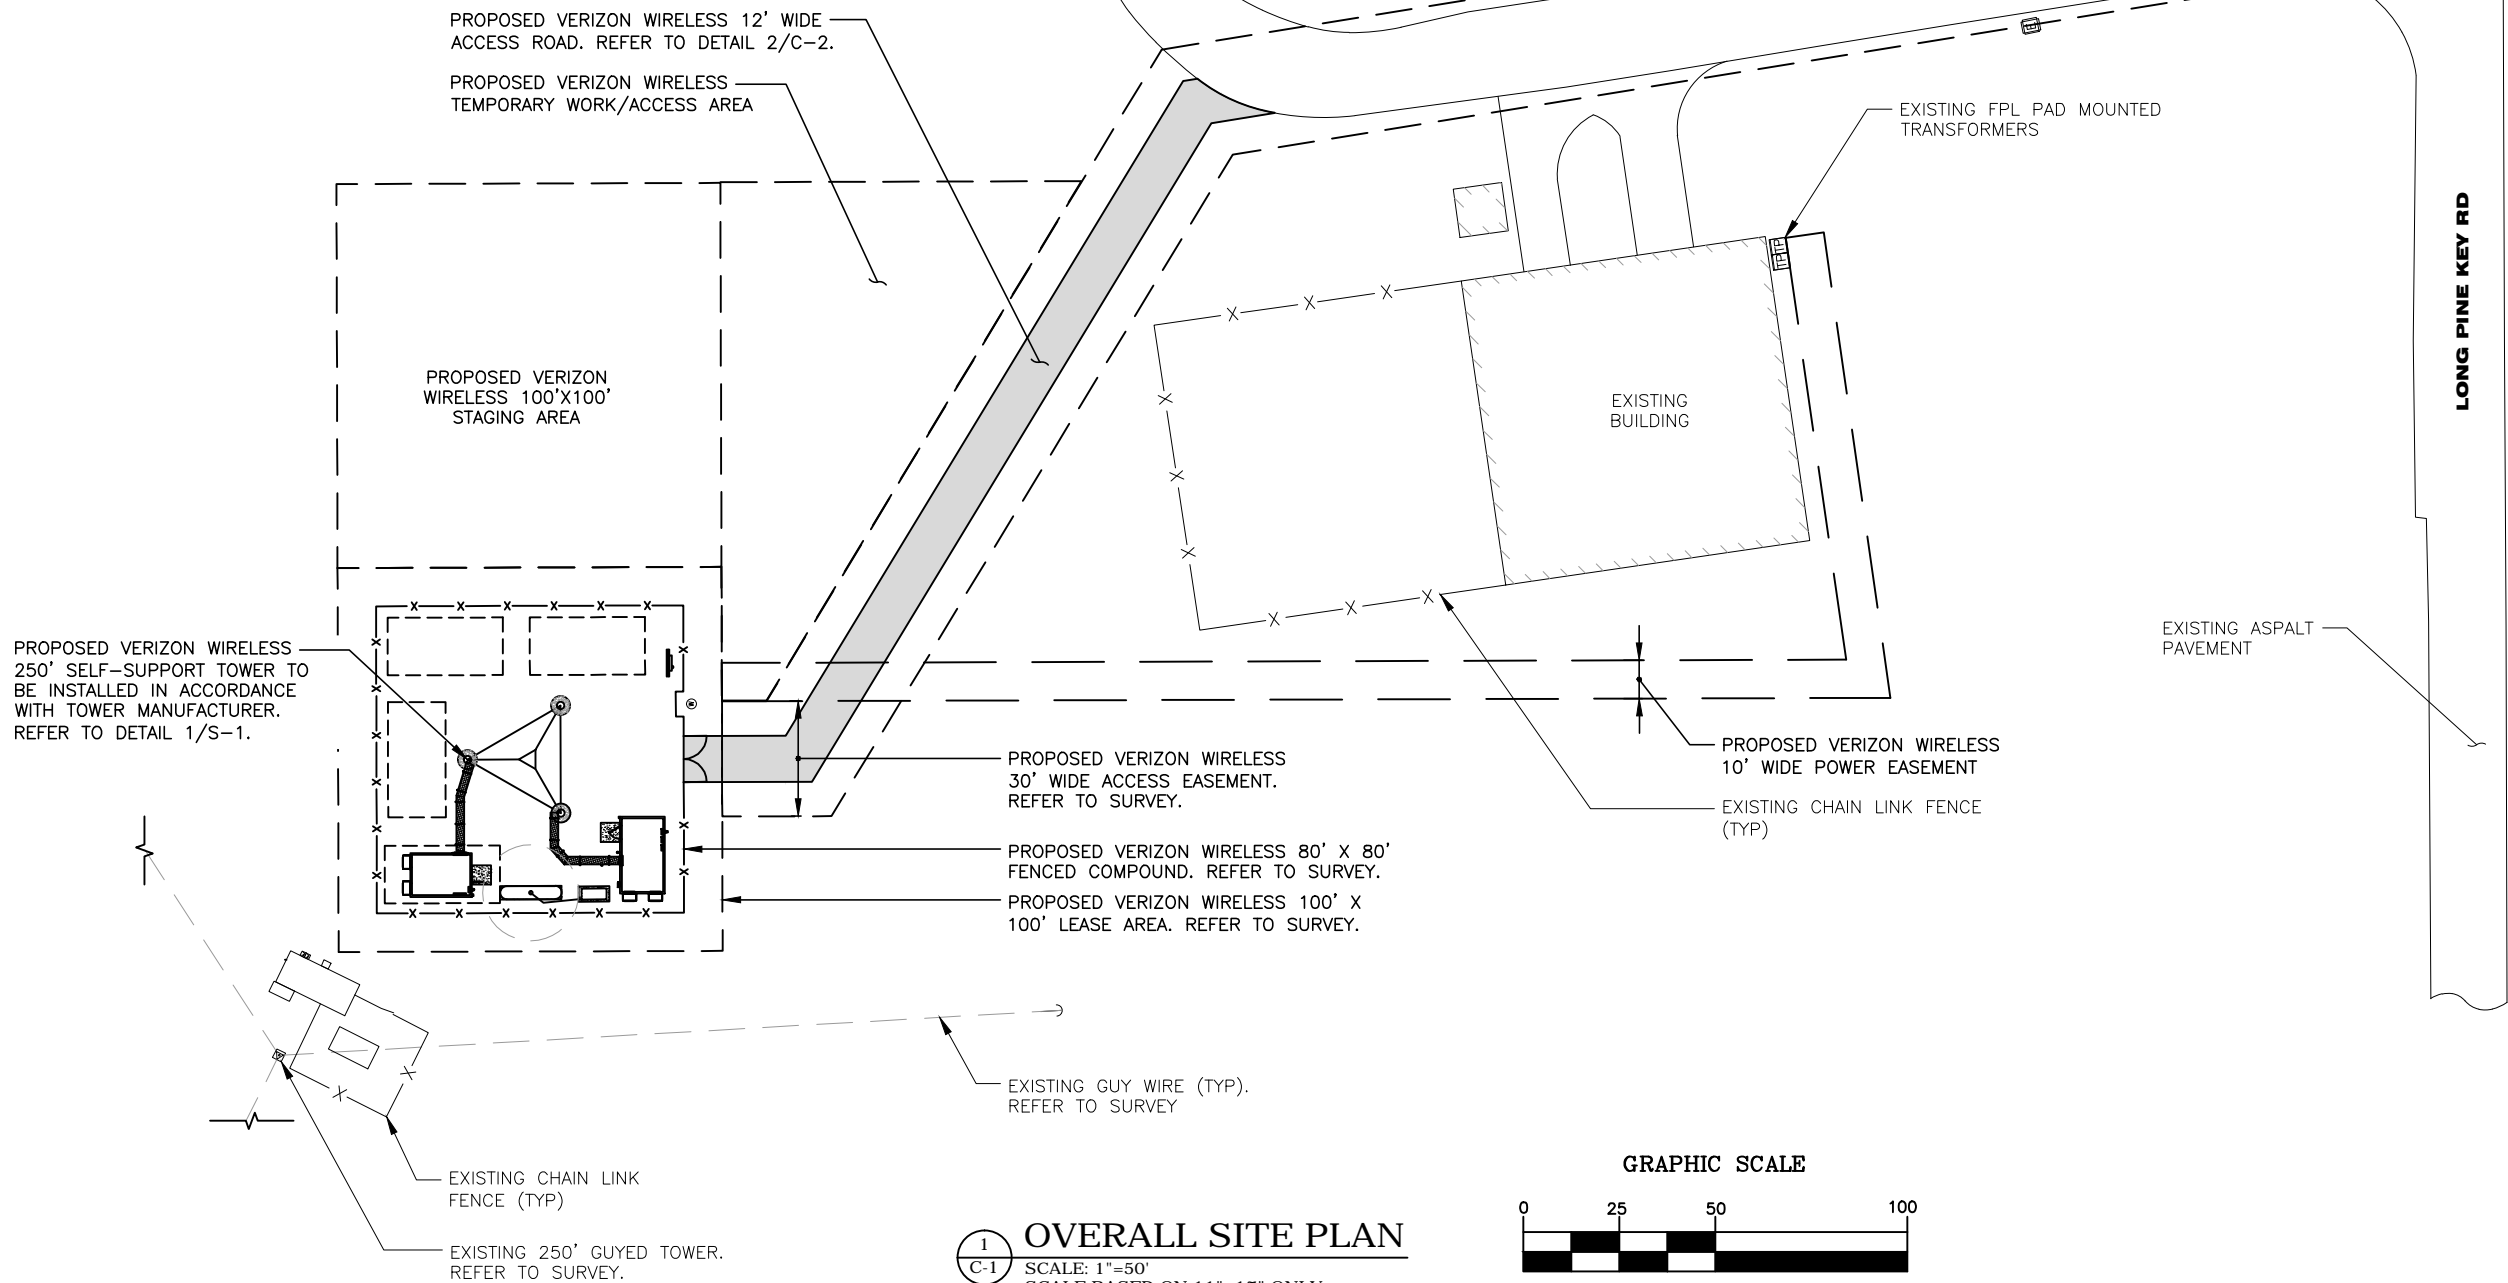 PROPOSED VERIZON WIRELESS 12' WIDE
ACCESS ROAD. REFER TO DETAIL 2/C-2.
PROPOSED VERIZON WIRELESS
TEMPORARY WORK/ACCESS AREA
EXISTING FPL PAD MOUNTED
TRANSFORMERS
E
TP
TP
LONG PINE KEY RD
PROPOSED VERIZON
WIRELESS 100'X100'
STAGING AREA
EXISTING
BUILDING
PROPOSED VERIZON WIRELESS
250' SELF-SUPPORT TOWER TO
BE INSTALLED IN ACCORDANCE
WITH TOWER MANUFACTURER.
REFER TO DETAIL 1/S-1.
EXISTING ASPALT
PAVEMENT
PROPOSED VERIZON WIRELESS
10' WIDE POWER EASEMENT
PROPOSED VERIZON WIRELESS
30' WIDE ACCESS EASEMENT.
REFER TO SURVEY.
EXISTING CHAIN LINK FENCE
(TYP)
PROPOSED VERIZON WIRELESS 80' X 80'
FENCED COMPOUND. REFER TO SURVEY.
PROPOSED VERIZON WIRELESS 100' X
100' LEASE AREA. REFER TO SURVEY.
EXISTING GUY WIRE (TYP).
REFER TO SURVEY
EXISTING CHAIN LINK
FENCE (TYP)
EXISTING 250' GUYED TOWER.
REFER TO SURVEY.
GRAPHIC SCALE
0 25 50 100
1
C-1
OVERALL SITE PLAN
SCALE: 1"=50'